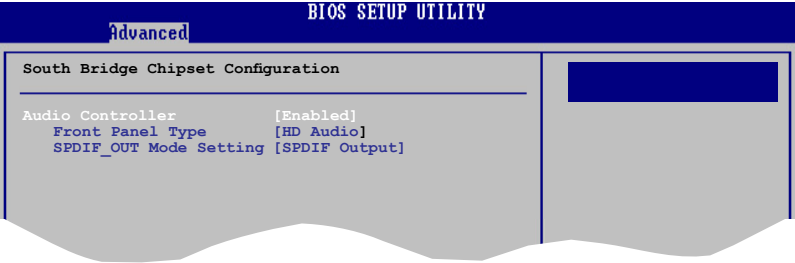 BIOS SETUP UTILITY
Advanced
South Bridge Chipset Configuration
Audio Controller [Enabled]
Front Panel Type [HD Audio]
SPDIF_OUT Mode Setting [SPDIF Output]